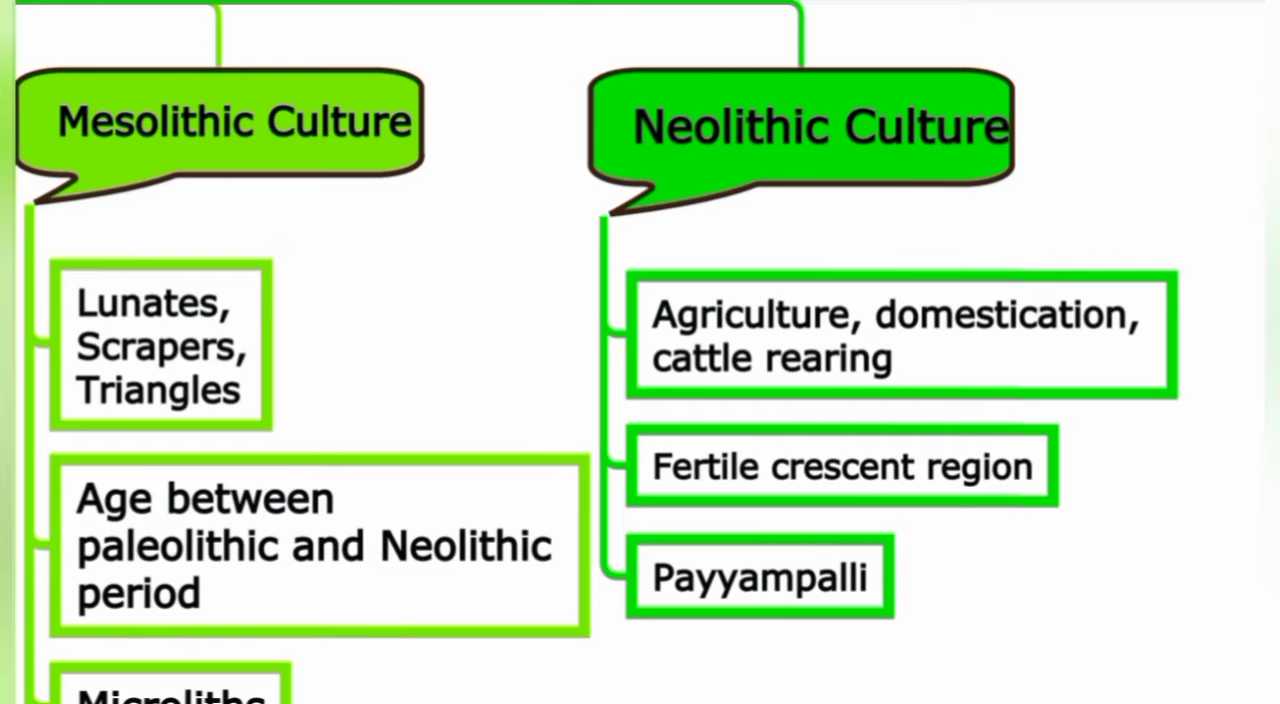 Mesolithic Culture
Lunates,
Scrapers,
Triangles
Age between
paleolithic and Neolithic
period
Microliths
Neolithic Culture
Agriculture, domestication,
cattle rearing
Fertile crescent region
Payyampalli